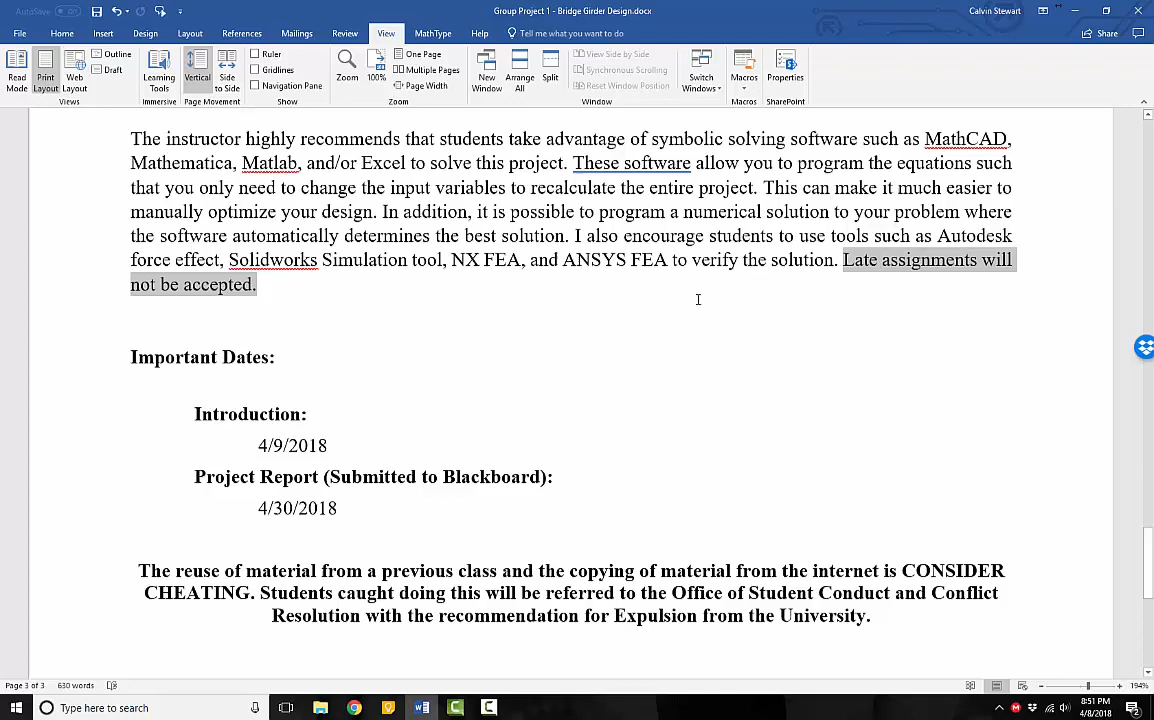 AutoSave Off Group Project 1 - Bridge Girder Design.docx Calvin Stewart
File Home Insert Design Layout References Mailings Review View MathType Help Tell me what you want to do Share
Read Mode Print Layout Web Layout Outline Draft Learning Tools Vertical Side to Side Ruler Gridlines Navigation Pane Zoom 100% One Page Multiple Pages Page Width New Window Arrange All Split View Side by Side Synchronous Scrolling Reset Window Position Switch Windows Macros Properties
Views Immersive Page Movement Show Zoom Window Macros SharePoint
The instructor highly recommends that students take advantage of symbolic solving software such as MathCAD,
Mathematica, Matlab, and/or Excel to solve this project. These software allow you to program the equations such
that you only need to change the input variables to recalculate the entire project. This can make it much easier to
manually optimize your design. In addition, it is possible to program a numerical solution to your problem where
the software automatically determines the best solution. I also encourage students to use tools such as Autodesk
force effect, Solidworks Simulation tool, NX FEA, and ANSYS FEA to verify the solution. Late assignments will
not be accepted.
Important Dates:
Introduction:
4/9/2018
Project Report (Submitted to Blackboard):
4/30/2018
The reuse of material from a previous class and the copying of material from the internet is CONSIDER
CHEATING. Students caught doing this will be referred to the Office of Student Conduct and Conflict
Resolution with the recommendation for Expulsion from the University.
Page 3 of 3 630 words 194%
Type here to search 8:51 PM
4/8/2018